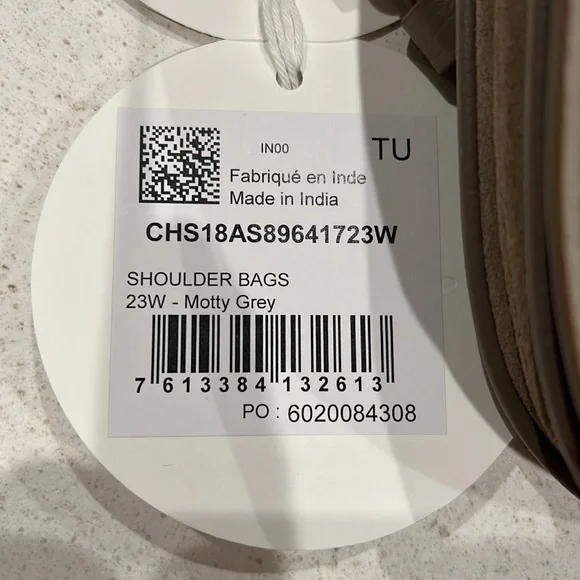 IN00
TU
Fabriqué en Inde
Made in India
CHS18AS89641723W
SHOULDER BAGS
23W - Motty Grey
7 613384 132613
PO : 6020084308